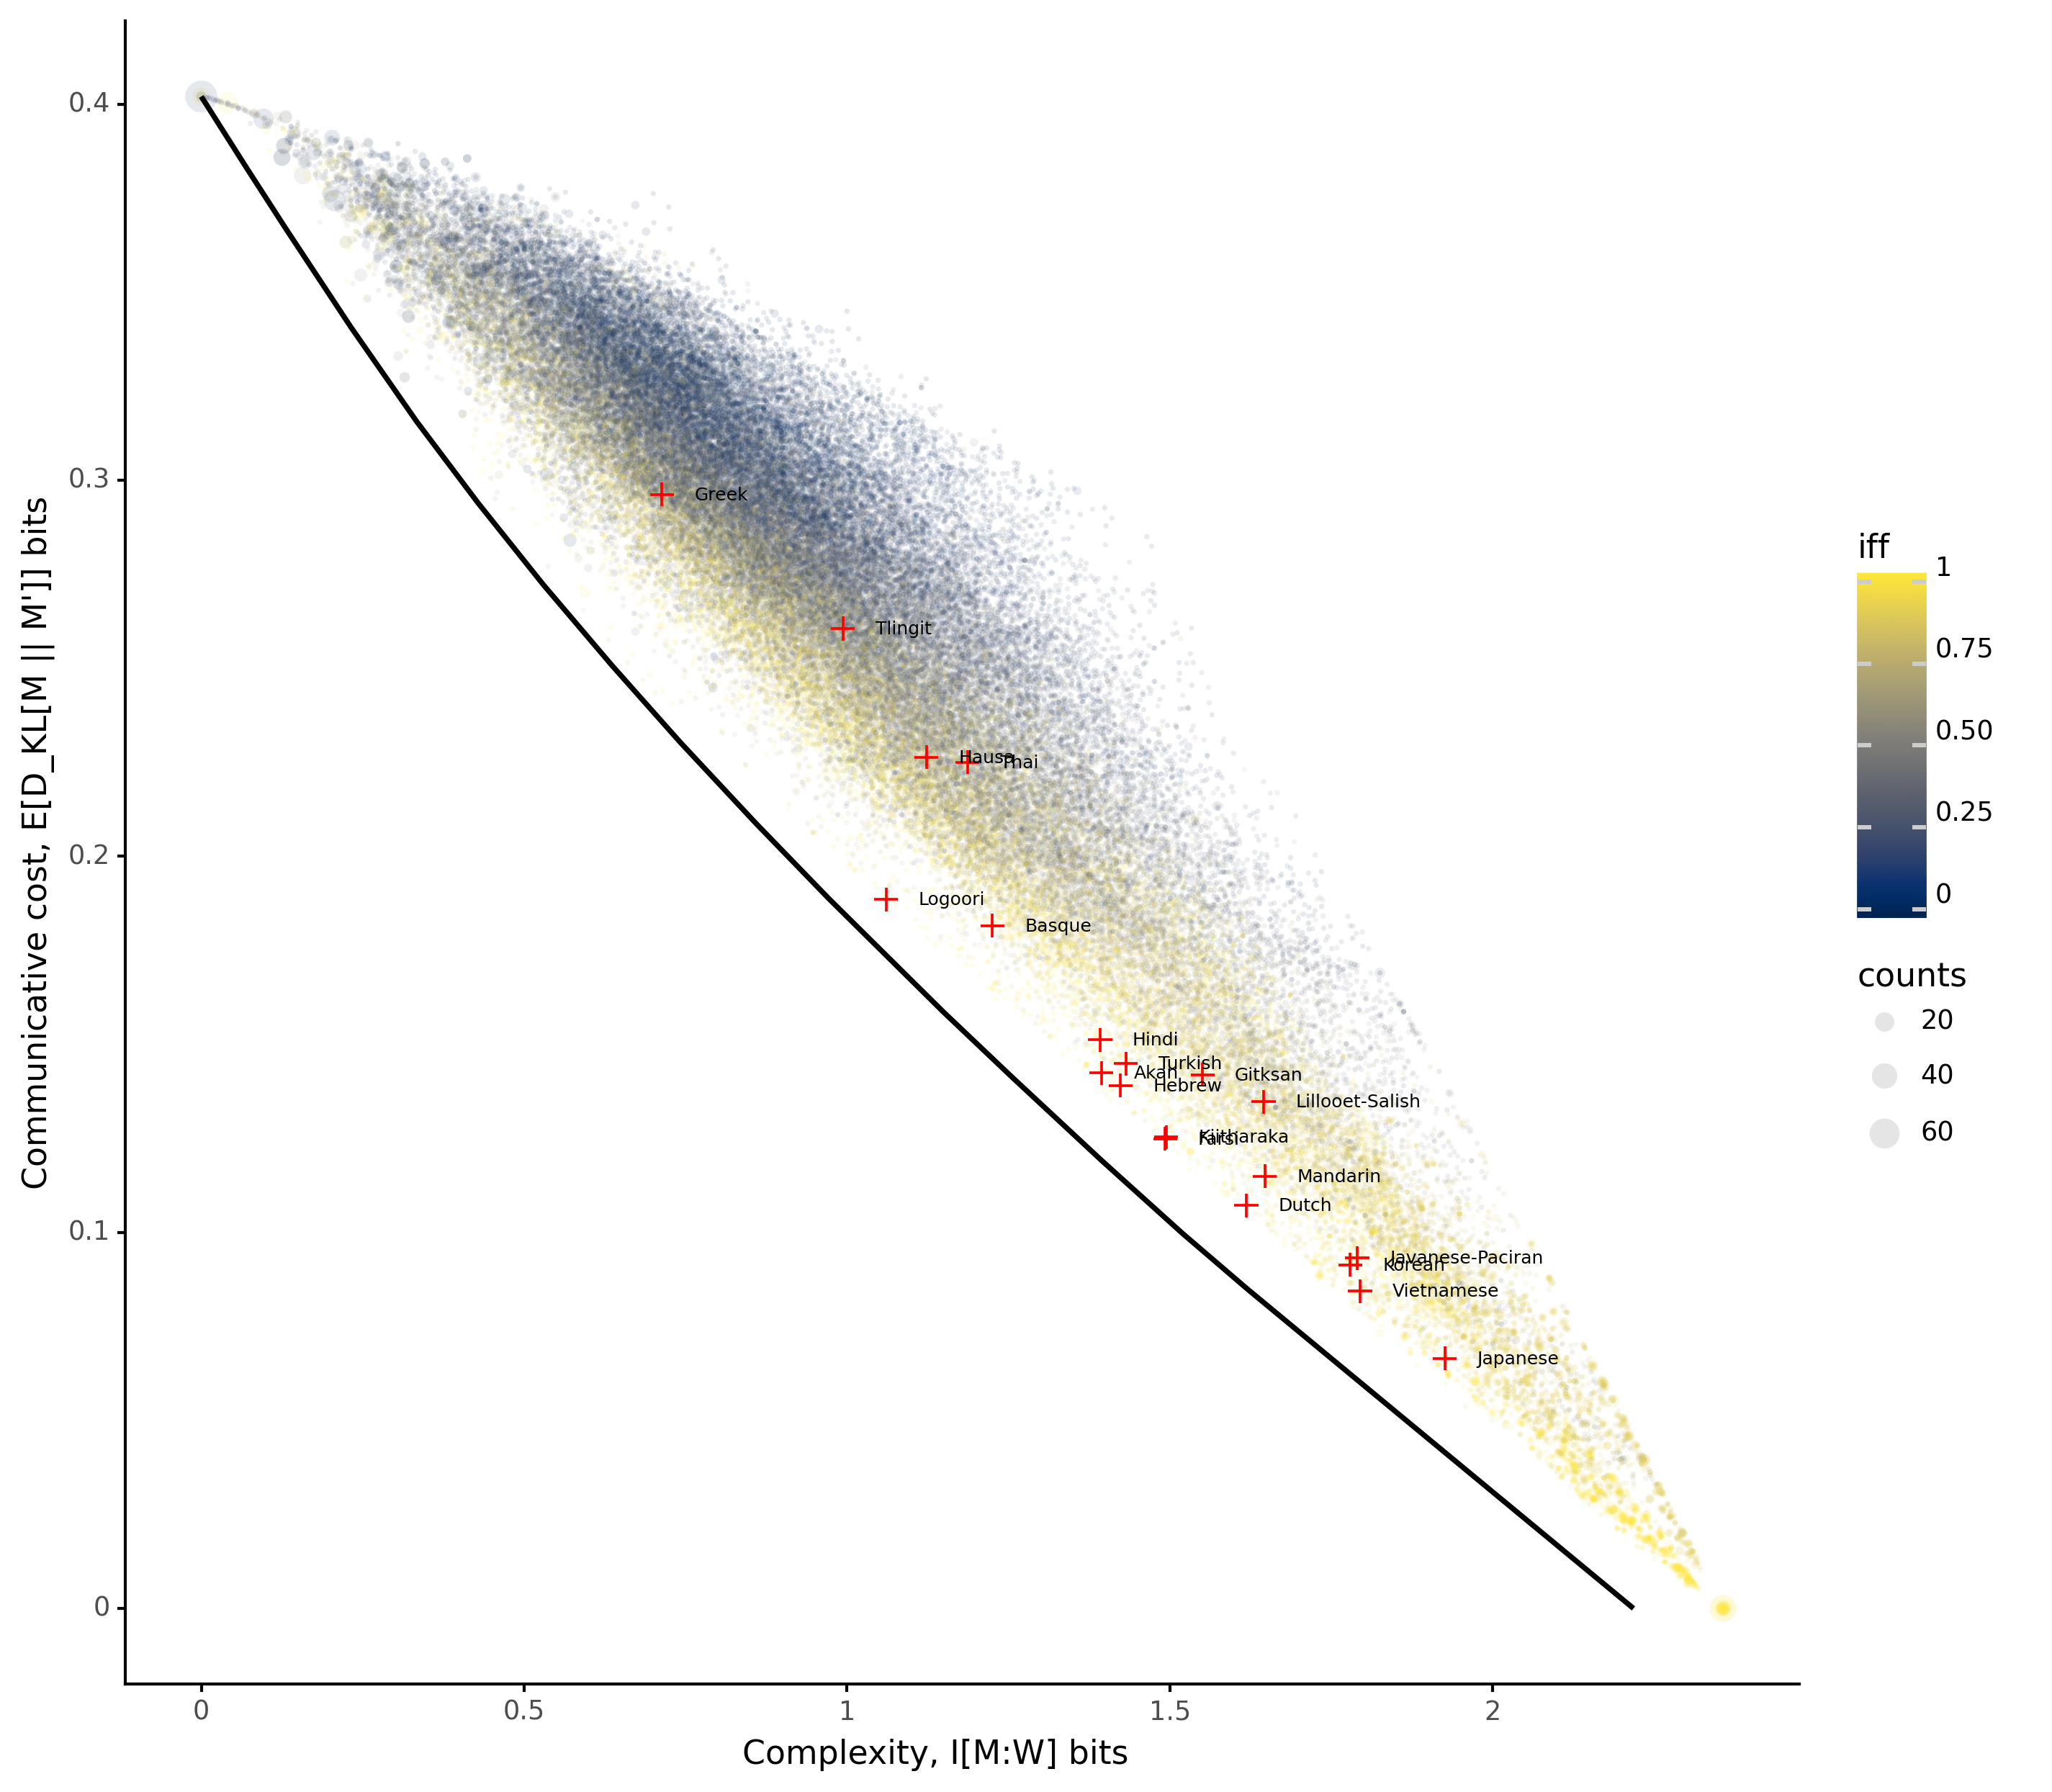 0.4
0.3
0.2
0.1
0
0
0.5
1
1.5
2
Communicative cost, E[D_KL[M || M']] bits
Complexity, I[M:W] bits
Greek
Tlingit
Hausa
Thai
Logoori
Basque
Hindi
Turkish
Akan
Gitksan
Hebrew
Lillooet-Salish
Kiitharaka
Farsi
Mandarin
Dutch
Javanese-Paciran
Korean
Vietnamese
Japanese
iff
1
0.75
0.50
0.25
0
counts
20
40
60